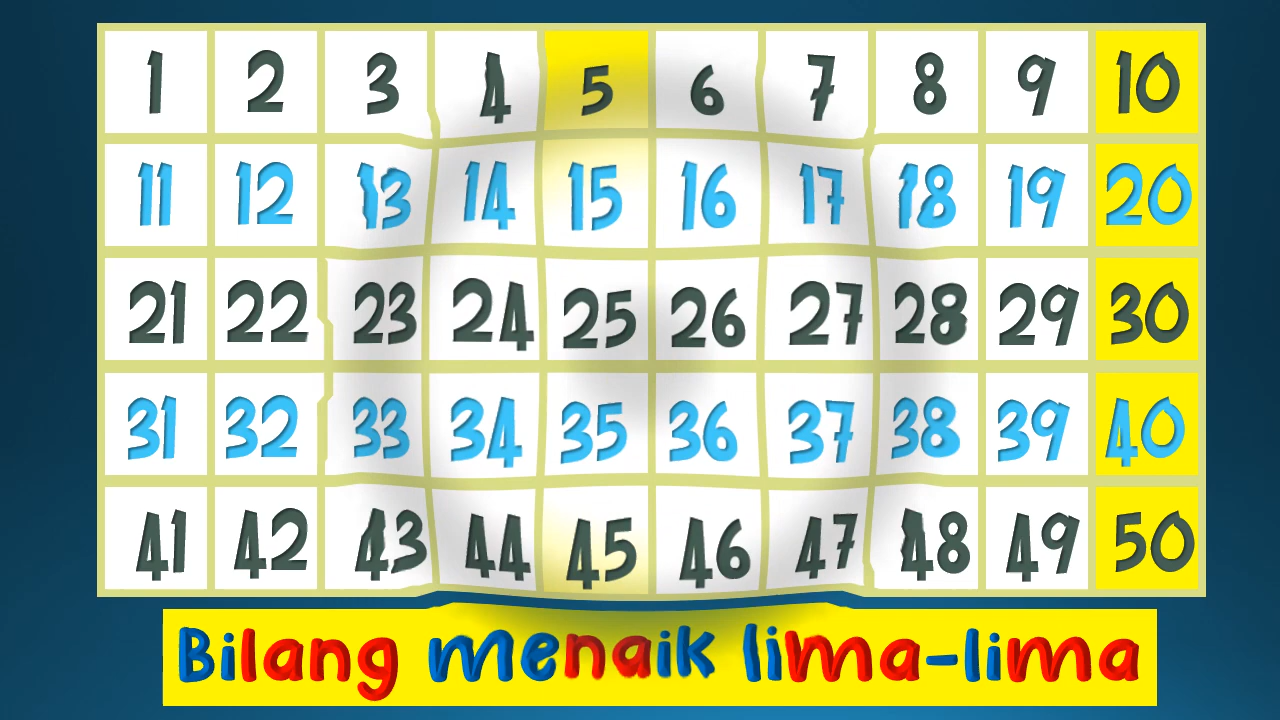 1 2 3 4 5 6 7 8 9 10
11 12 13 14 15 16 17 18 19 20
21 22 23 24 25 26 27 28 29 30
31 32 33 34 35 36 37 38 39 40
41 42 43 44 45 46 47 48 49 50
Bilang menaik lima-lima